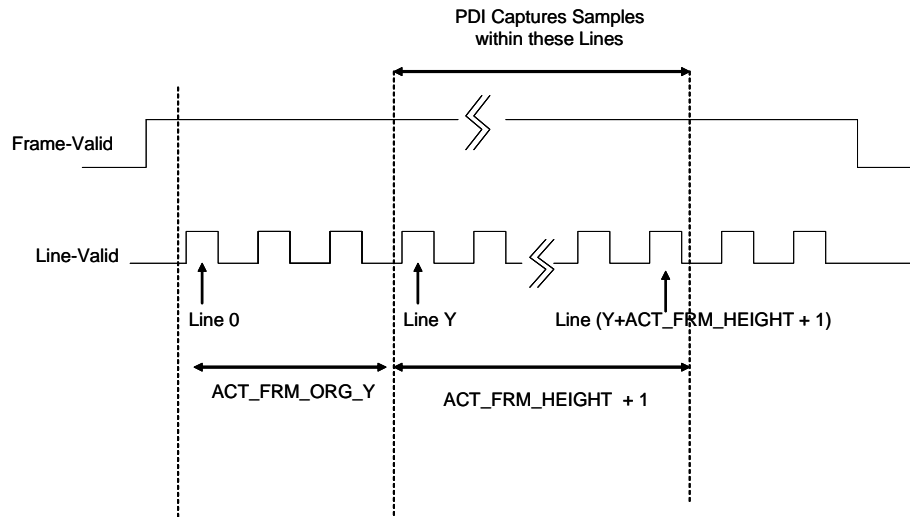 PDI Captures Samples
within these Lines
Frame-Valid
Line-Valid
Line 0
Line Y
Line (Y+ACT_FRM_HEIGHT + 1)
ACT_FRM_ORG_Y
ACT_FRM_HEIGHT + 1